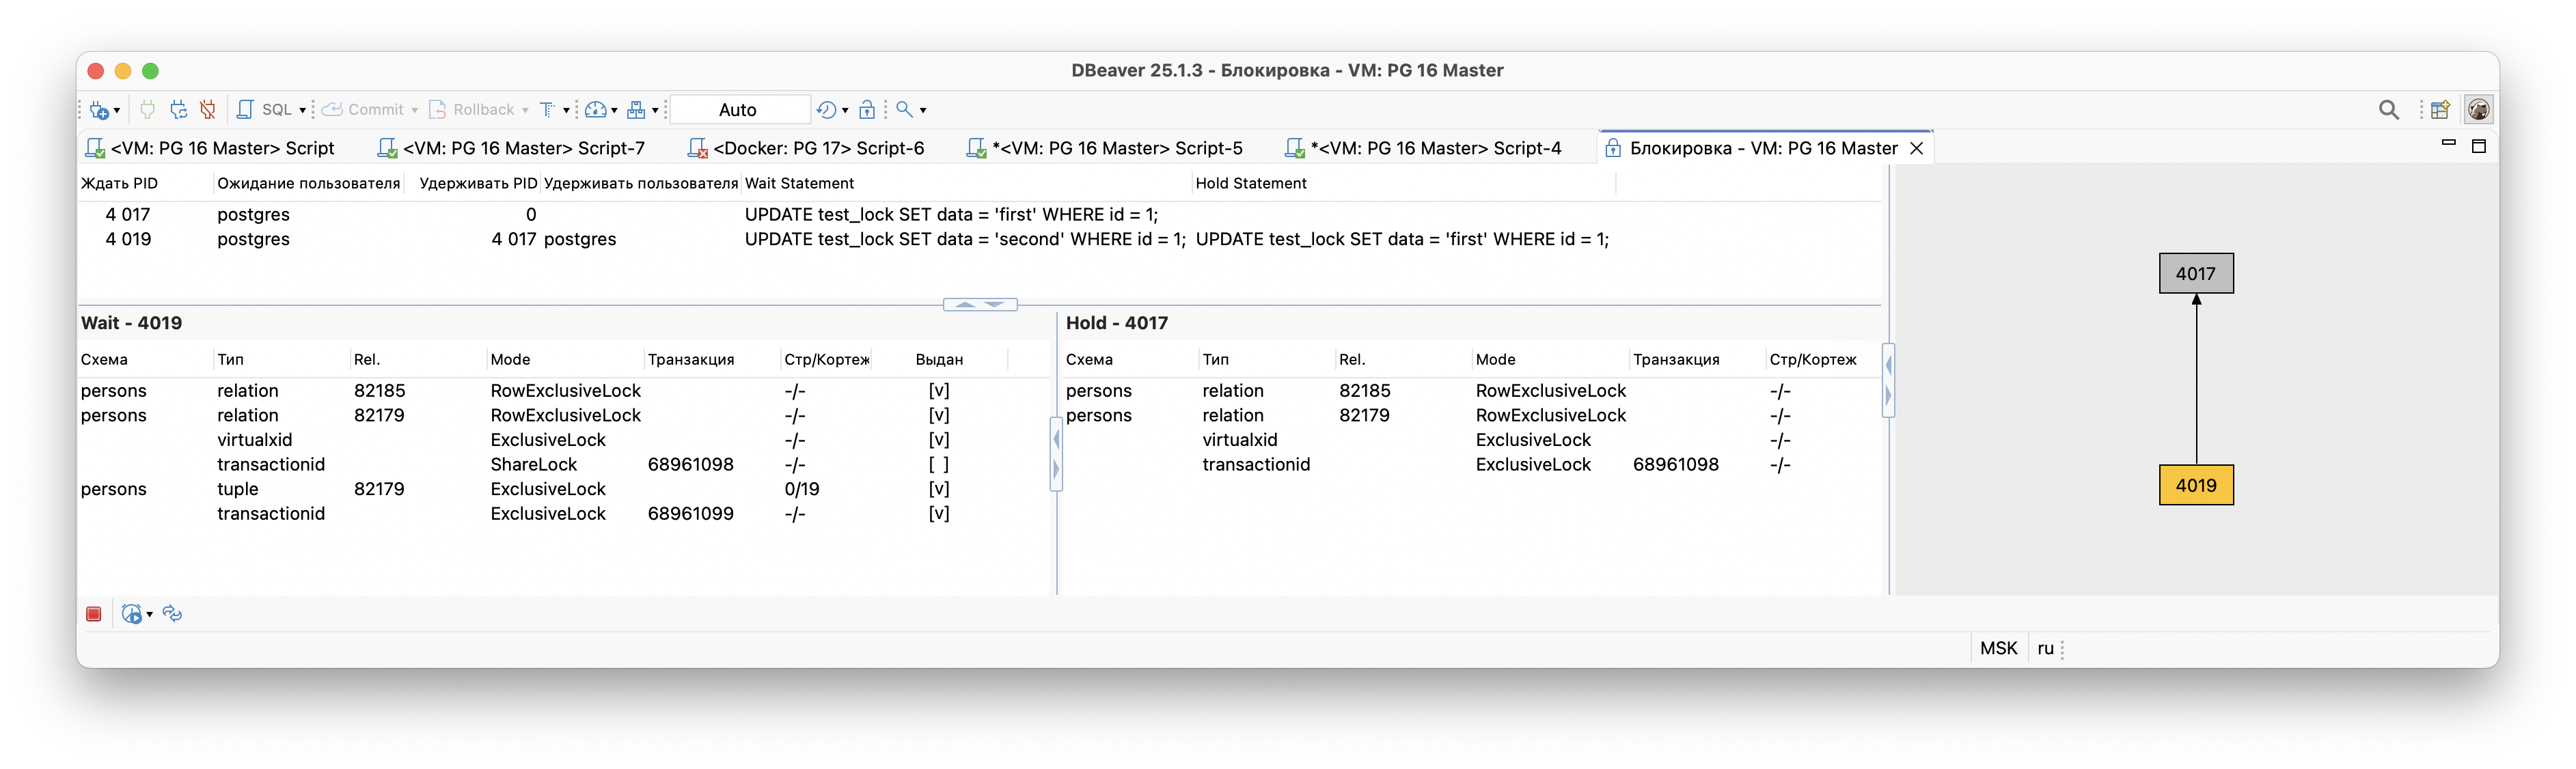 DBeaver 25.1.3 - Блокировка - VM: PG 16 Master
SQL Commit Rollback Auto
<VM: PG 16 Master> Script <VM: PG 16 Master> Script-7 <Docker: PG 17> Script-6 *<VM: PG 16 Master> Script-5 *<VM: PG 16 Master> Script-4 Блокировка - VM: PG 16 Master
Ждать PID Ожидание пользователя Удерживать PID Удерживать пользователя Wait Statement Hold Statement
4 017 postgres 0 UPDATE test_lock SET data = 'first' WHERE id = 1;
4 019 postgres 4 017 postgres UPDATE test_lock SET data = 'second' WHERE id = 1; UPDATE test_lock SET data = 'first' WHERE id = 1;
Wait - 4019
Схема Тип Rel. Mode Транзакция Стр/Кортеж Выдан
persons relation 82185 RowExclusiveLock -/- [v]
persons relation 82179 RowExclusiveLock -/- [v]
virtualxid ExclusiveLock -/- [v]
transactionid ShareLock 68961098 -/- [ ]
persons tuple 82179 ExclusiveLock 0/19 [v]
transactionid ExclusiveLock 68961099 -/- [v]
Hold - 4017
Схема Тип Rel. Mode Транзакция Стр/Кортеж
persons relation 82185 RowExclusiveLock -/-
persons relation 82179 RowExclusiveLock -/-
virtualxid ExclusiveLock -/-
transactionid ExclusiveLock 68961098 -/-
4017
4019
MSK ru